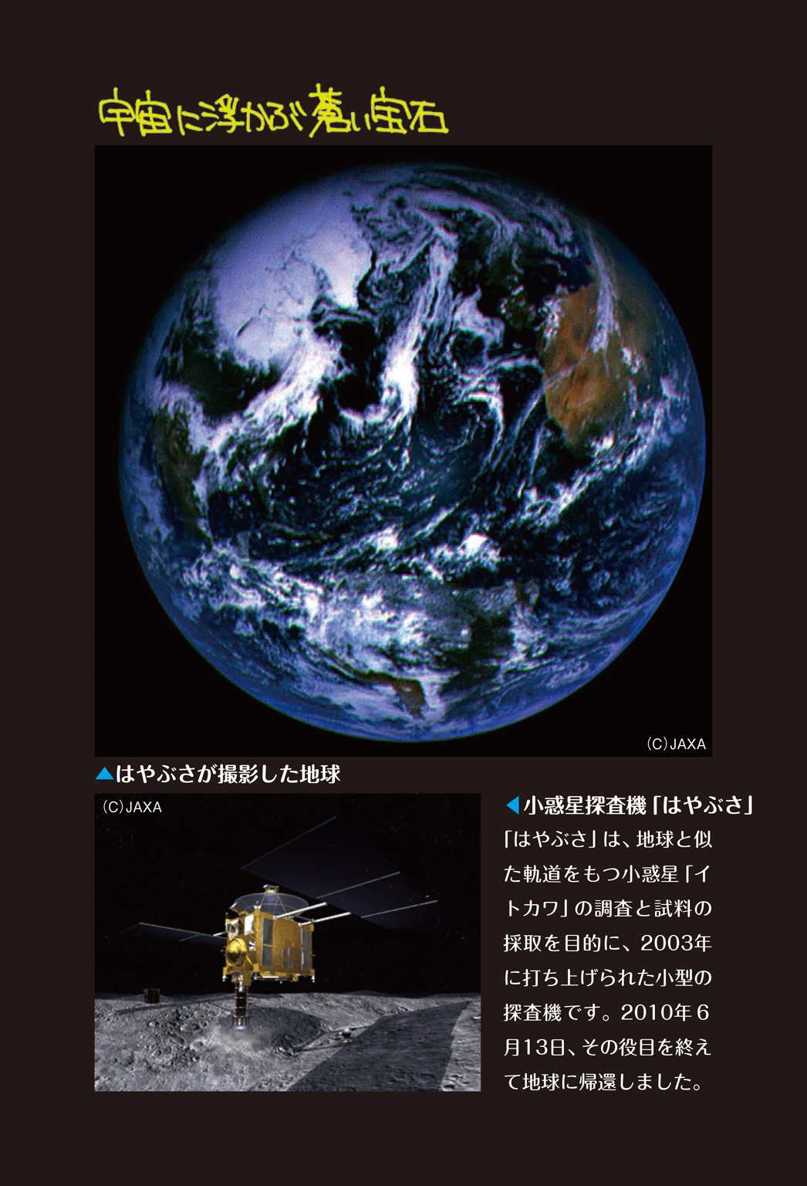 宇宙に浮かぶ蒼い宝石
(C)JAXA
▲はやぶさが撮影した地球
(C)JAXA
◀小惑星探査機「はやぶさ」
「はやぶさ」は、地球と似
た軌道をもつ小惑星「イ
トカワ」の調査と試料の
採取を目的に、2003年
に打ち上げられた小型の
探査機です。2010年6
月13日、その役目を終え
て地球に帰還しました。